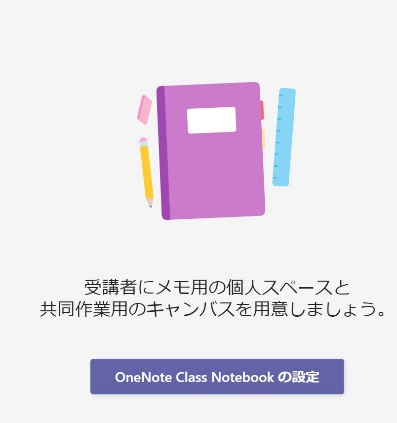 受講者にメモ用の個人スペースと
共同作業用のキャンバスを用意しましょう。
OneNote Class Notebook の設定